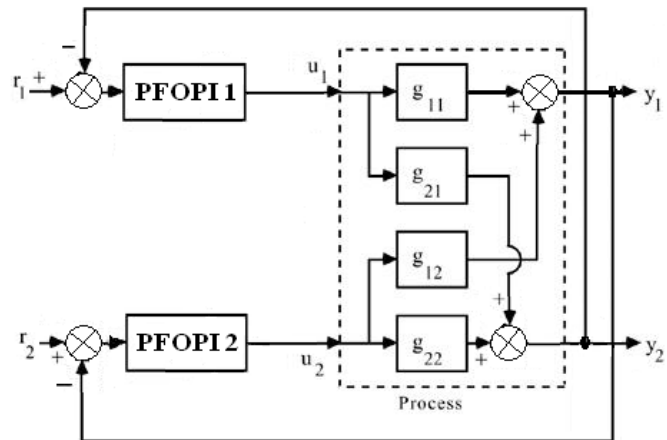 −
r1 +
PFOPI 1
u1
g11
+
+
y1
g21
g12
+
r2 +
−
PFOPI 2
u2
g22
+
y2
Process